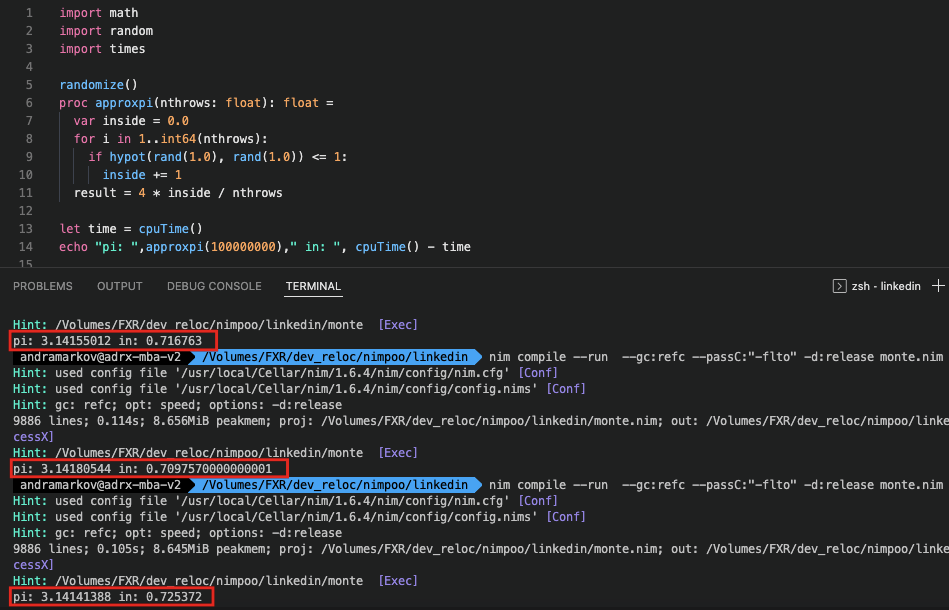 1 import math
2 import random
3 import times
4
5 randomize()
6 proc approxpi(nthrows: float): float =
7 var inside = 0.0
8 for i in 1..int64(nthrows):
9 if hypot(rand(1.0), rand(1.0)) <= 1:
10 inside += 1
11 result = 4 * inside / nthrows
12
13 let time = cpuTime()
14 echo "pi: ",approxpi(100000000)," in: ", cpuTime() - time
15
PROBLEMS OUTPUT DEBUG CONSOLE TERMINAL zsh - linkedin
Hint: /Volumes/FXR/dev_reloc/nimpoo/linkedin/monte [Exec]
pi: 3.14155012 in: 0.716763
andramarkov@adrx-mba-v2 /Volumes/FXR/dev_reloc/nimpoo/linkedin nim compile --run --gc:refc --passC:"-flto" -d:release monte.nim
Hint: used config file '/usr/local/Cellar/nim/1.6.4/nim/config/nim.cfg' [Conf]
Hint: used config file '/usr/local/Cellar/nim/1.6.4/nim/config/config.nims' [Conf]
Hint: gc: refc; opt: speed; options: -d:release
9886 lines; 0.114s; 8.656MiB peakmem; proj: /Volumes/FXR/dev_reloc/nimpoo/linkedin/monte.nim; out: /Volumes/FXR/dev_reloc/nimpoo/linke
cessX]
Hint: /Volumes/FXR/dev_reloc/nimpoo/linkedin/monte [Exec]
pi: 3.14180544 in: 0.7097570000000001
andramarkov@adrx-mba-v2 /Volumes/FXR/dev_reloc/nimpoo/linkedin nim compile --run --gc:refc --passC:"-flto" -d:release monte.nim
Hint: used config file '/usr/local/Cellar/nim/1.6.4/nim/config/nim.cfg' [Conf]
Hint: used config file '/usr/local/Cellar/nim/1.6.4/nim/config/config.nims' [Conf]
Hint: gc: refc; opt: speed; options: -d:release
9886 lines; 0.105s; 8.645MiB peakmem; proj: /Volumes/FXR/dev_reloc/nimpoo/linkedin/monte.nim; out: /Volumes/FXR/dev_reloc/nimpoo/linke
cessX]
Hint: /Volumes/FXR/dev_reloc/nimpoo/linkedin/monte [Exec]
pi: 3.14141388 in: 0.725372